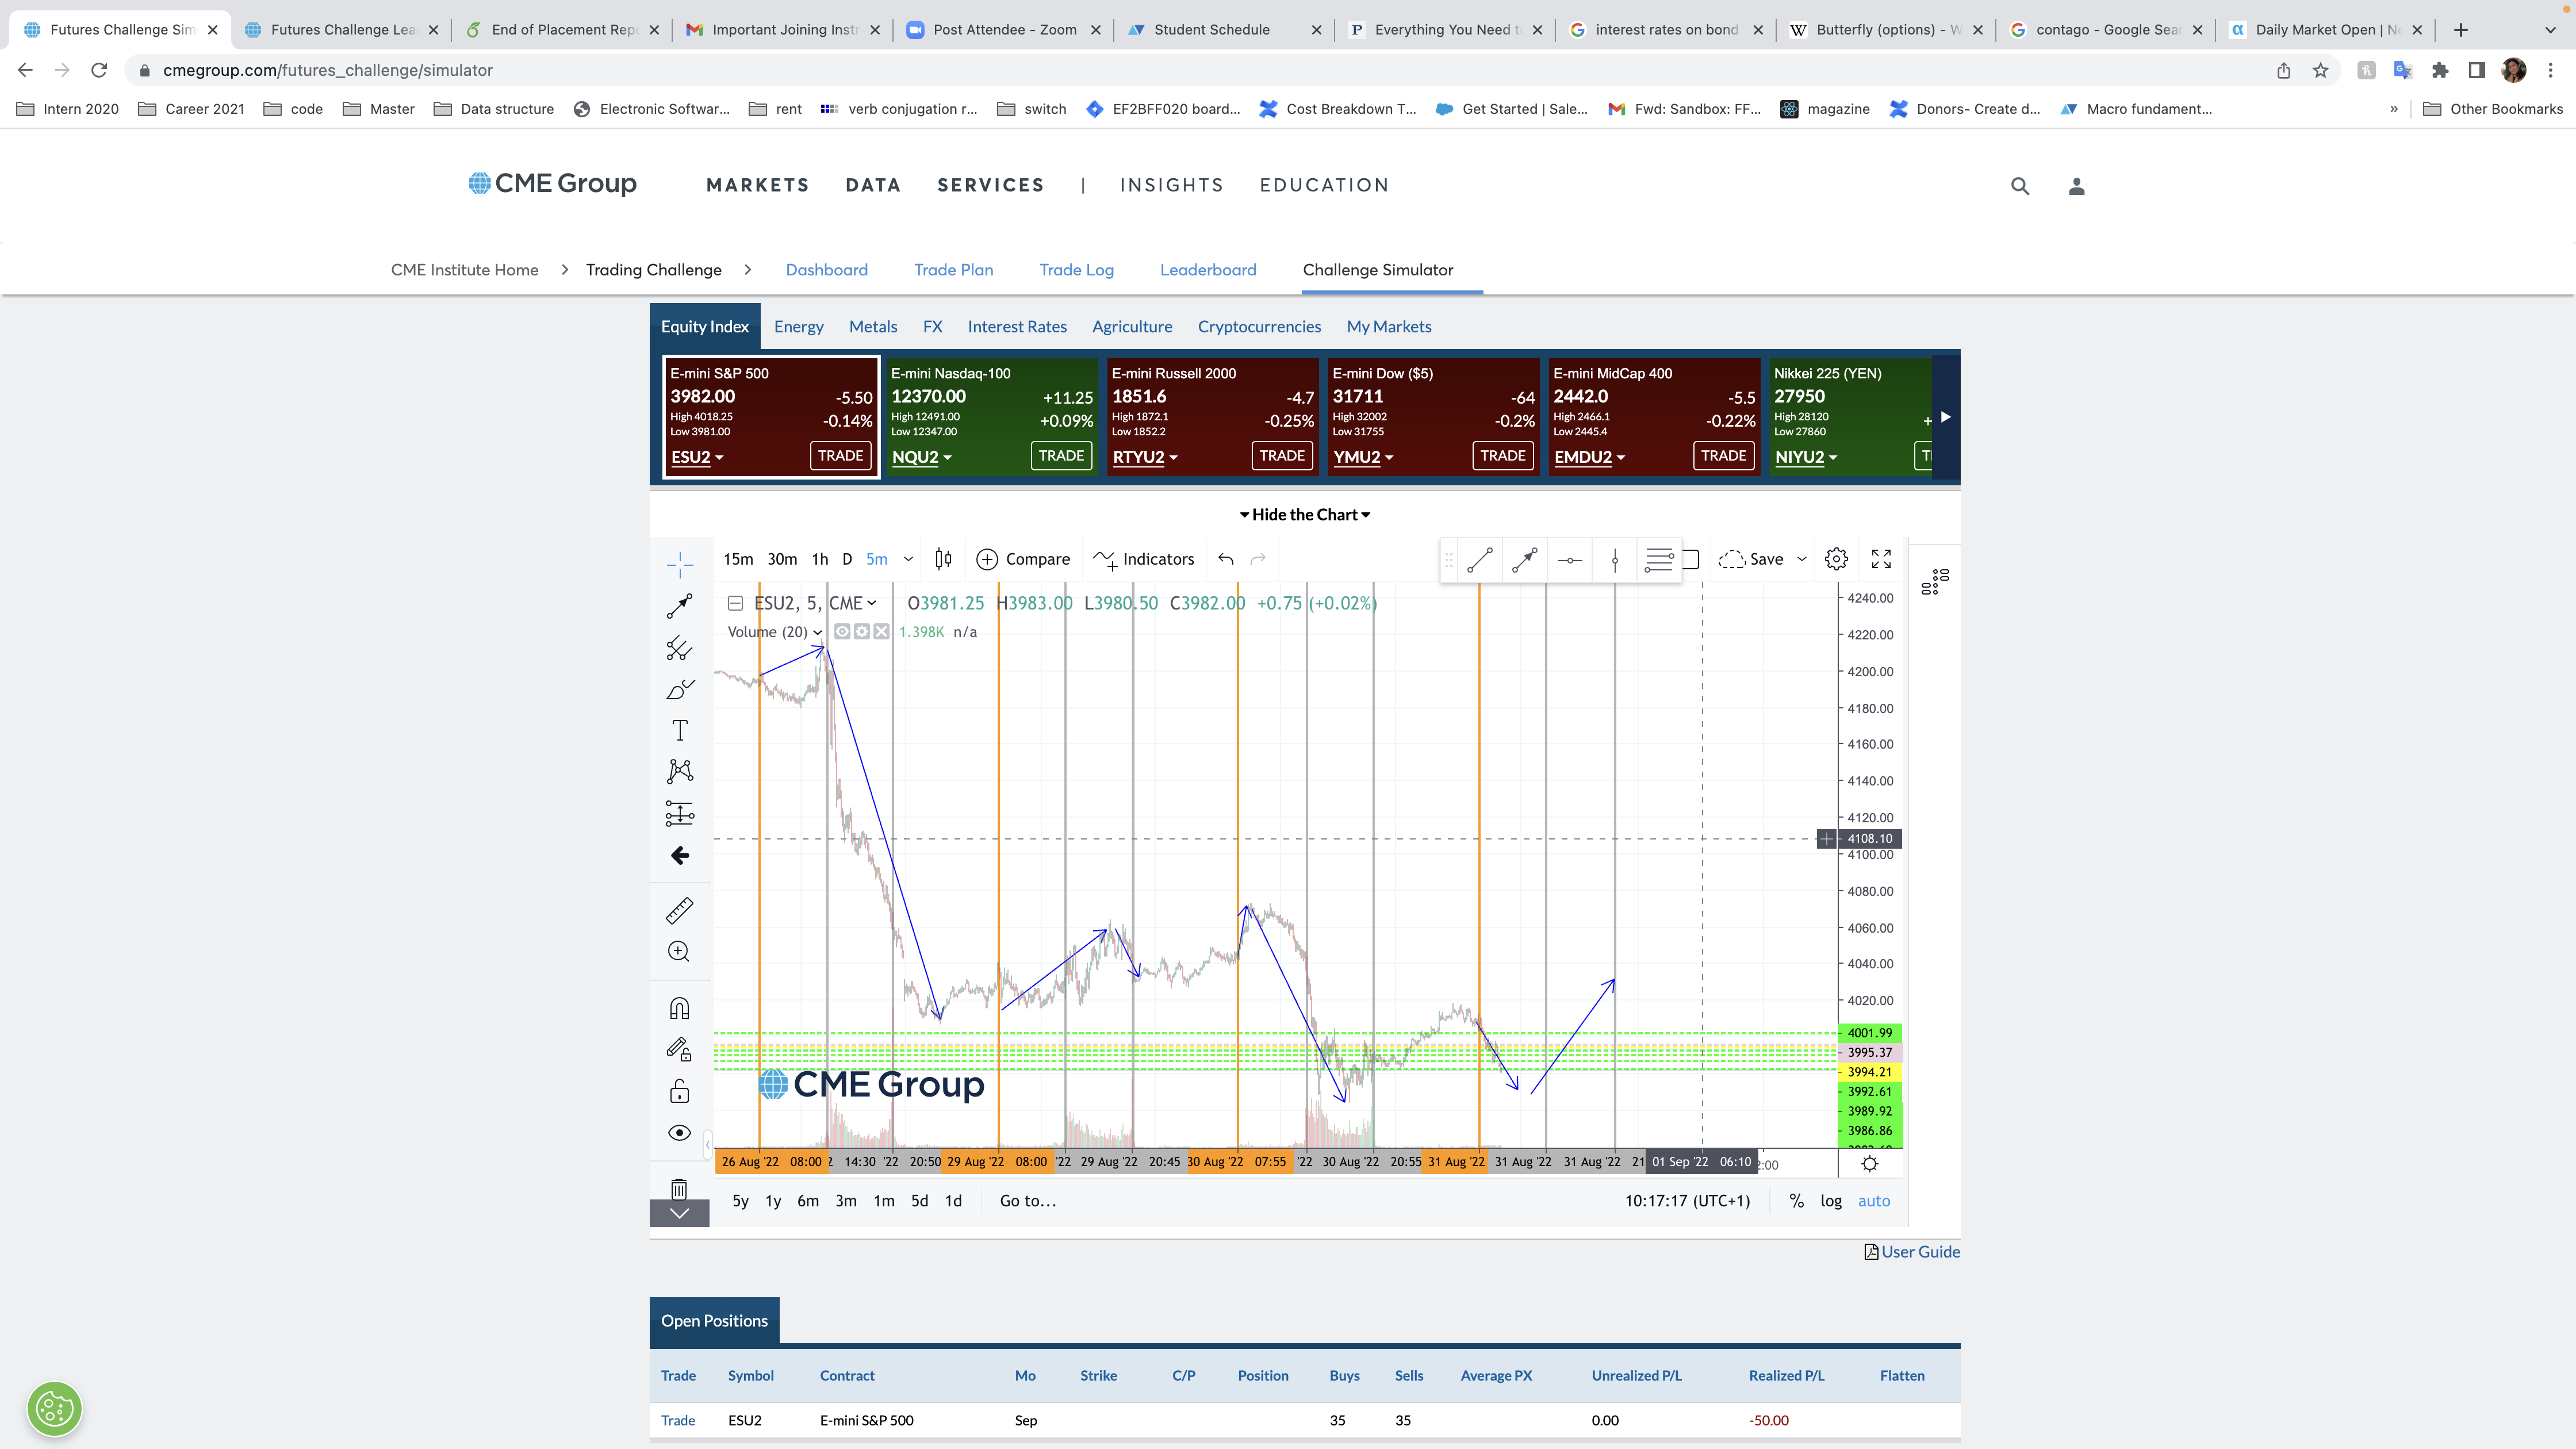 Futures Challenge Sim
Futures Challenge Lea
End of Placement Repo
Important Joining Instr
Post Attendee - Zoom
Student Schedule
Everything You Need to
interest rates on bond
Butterfly (options) - W
contago - Google Sear
Daily Market Open | Ne
cmegroup.com/futures_challenge/simulator
Intern 2020 Career 2021 code Master Data structure Electronic Softwar... rent verb conjugation r... switch EF2BFF020 board... Cost Breakdown T... Get Started | Sale... Fwd: Sandbox: FF... magazine Donors- Create d... Macro fundament... » Other Bookmarks
CME Group MARKETS DATA SERVICES | INSIGHTS EDUCATION
CME Institute Home > Trading Challenge > Dashboard Trade Plan Trade Log Leaderboard Challenge Simulator
Equity Index Energy Metals FX Interest Rates Agriculture Cryptocurrencies My Markets
E-mini S&P 500
3982.00 -5.50
High 4018.25 -0.14%
Low 3981.00
ESU2 TRADE
E-mini Nasdaq-100
12370.00 +11.25
High 12491.00 +0.09%
Low 12347.00
NQU2 TRADE
E-mini Russell 2000
1851.6 -4.7
High 1872.1 -0.25%
Low 1852.2
RTYU2 TRADE
E-mini Dow ($5)
31711 -64
High 32002 -0.2%
Low 31755
YMU2 TRADE
E-mini MidCap 400
2442.0 -5.5
High 2466.1 -0.22%
Low 2445.4
EMDU2 TRADE
Nikkei 225 (YEN)
27950
High 28120 +
Low 27860
NIYU2
Hide the Chart
15m 30m 1h D 5m Compare Indicators Save
ESU2, 5, CME O3981.25 H3983.00 L3980.50 C3982.00 +0.75 (+0.02%)
Volume (20) 1.398K n/a
4240.00
4220.00
4200.00
4180.00
4160.00
4140.00
4120.00
4108.10
4100.00
4080.00
4060.00
4040.00
4020.00
4001.99
3995.37
3994.21
3992.61
3989.92
3986.86
CME Group
26 Aug '22 08:00 2 14:30 '22 20:50 29 Aug '22 08:00 '22 29 Aug '22 20:45 30 Aug '22 07:55 '22 30 Aug '22 20:55 31 Aug '22 31 Aug '22 31 Aug '22 21 01 Sep '22 06:10 2:00
5y 1y 6m 3m 1m 5d 1d Go to... 10:17:17 (UTC+1) % log auto
User Guide
Open Positions
Trade Symbol Contract Mo Strike C/P Position Buys Sells Average PX Unrealized P/L Realized P/L Flatten
Trade ESU2 E-mini S&P 500 Sep 35 35 0.00 -50.00